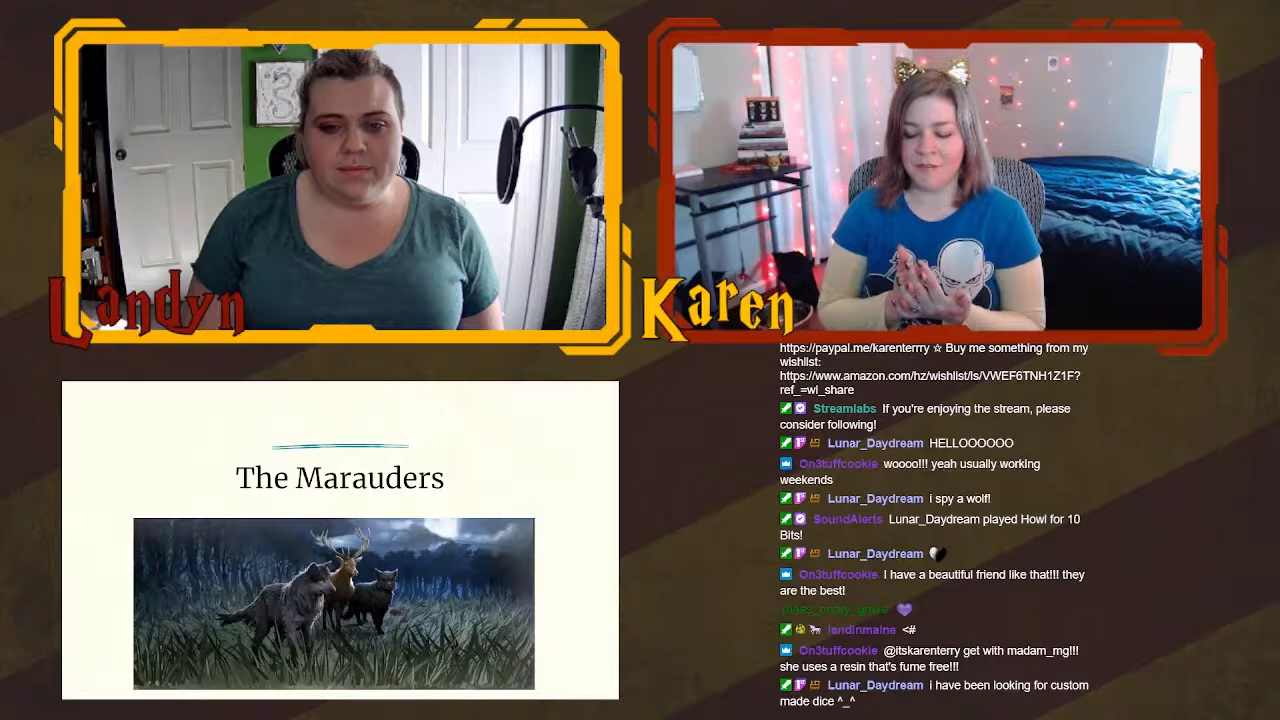 Landyn
Karen
The Marauders
https://paypal.me/karenterrry ☆ Buy me something from my
wishlist:
https://www.amazon.com/hz/wishlist/ls/VWEF6TNH1Z1F?
ref_=wl_share
Streamlabs If you're enjoying the stream, please
consider following!
Lunar_Daydream HELLOOOOOO
On3tuffcookie woooo!!! yeah usually working
weekends
Lunar_Daydream i spy a wolf!
SoundAlerts Lunar_Daydream played Howl for 10
Bits!
Lunar_Daydream
On3tuffcookie I have a beautiful friend like that!!! they
are the best!
landinmaine <#
On3tuffcookie @itskarenterry get with madam_mg!!!
she uses a resin that's fume free!!!
Lunar_Daydream i have been looking for custom
made dice ^_^